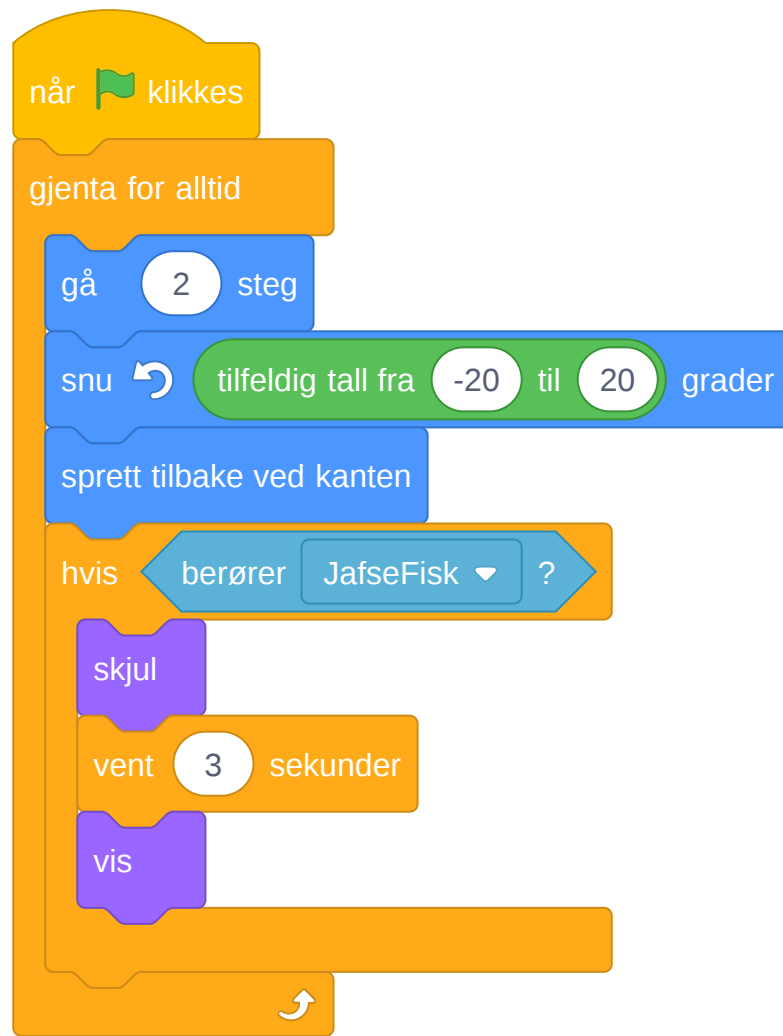 når klikkes
gjenta for alltid
gå 2 steg
snu tilfeldig tall fra -20 til 20 grader
sprett tilbake ved kanten
hvis berører JafseFisk ?
skjul
vent 3 sekunder
vis